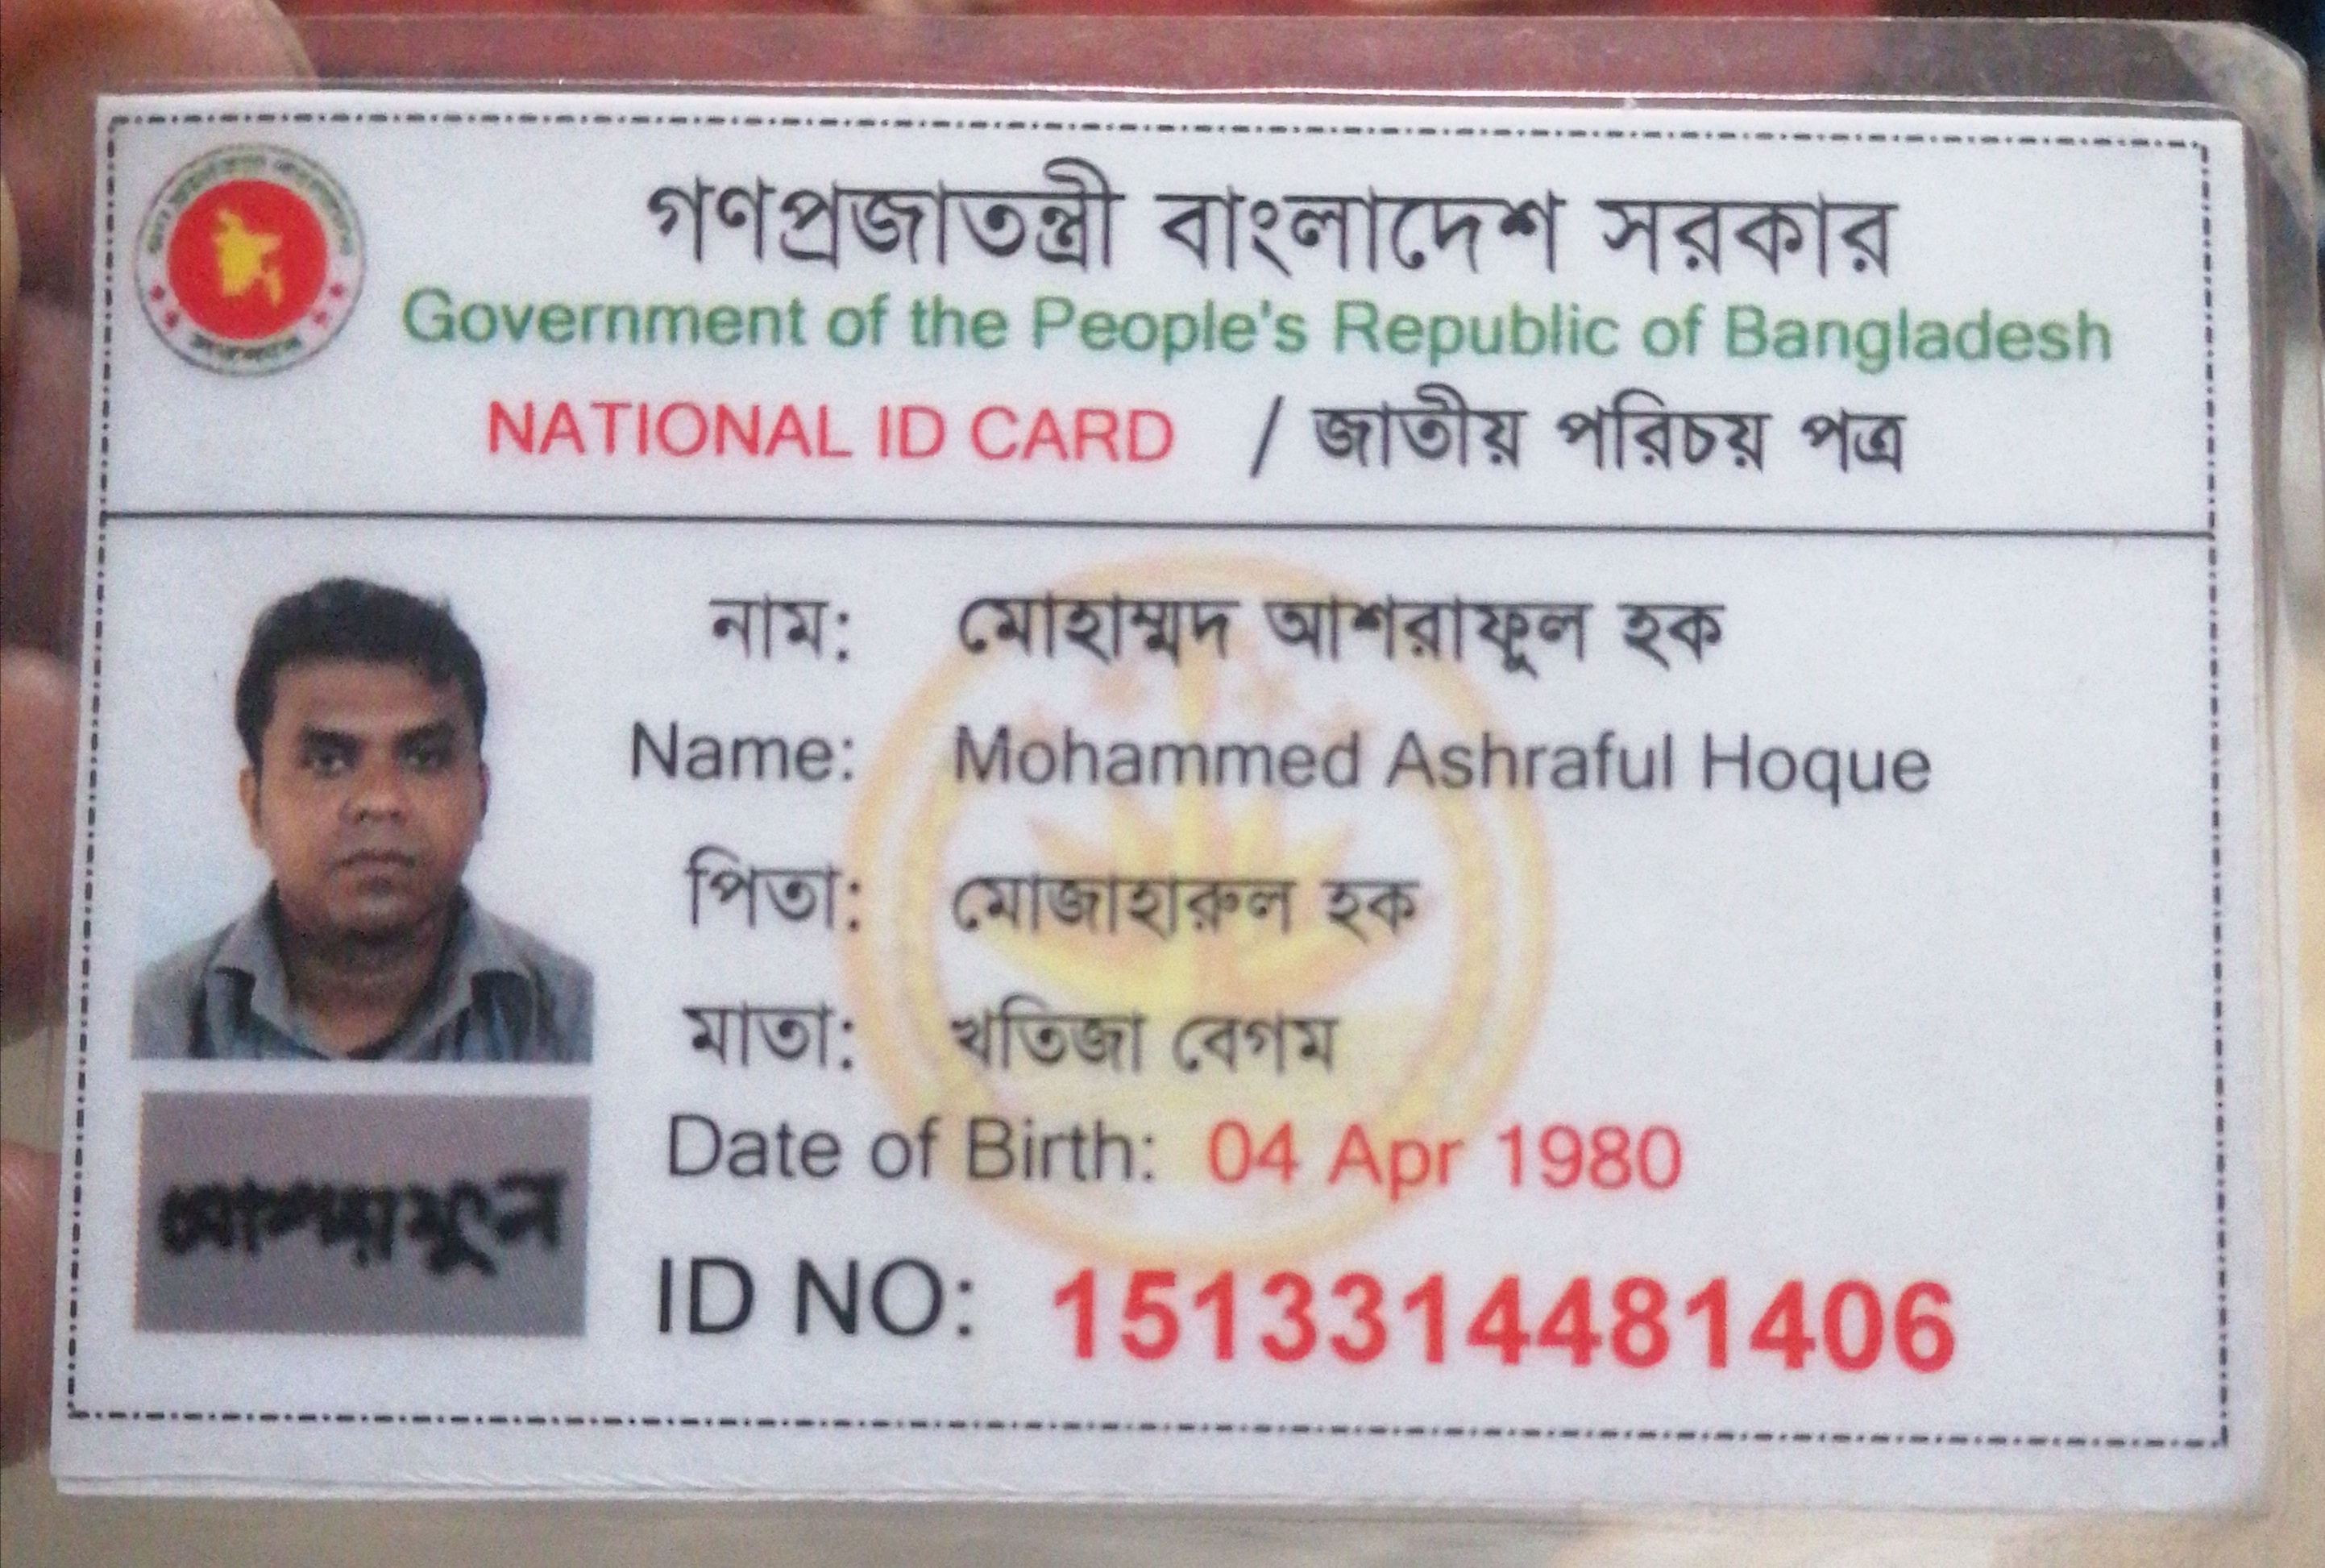 গণপ্রজাতন্ত্রী বাংলাদেশ সরকার
Government of the People's Republic of Bangladesh
NATIONAL ID CARD / জাতীয় পরিচয় পত্র
নাম: মোহাম্মদ আশরাফুল হক
Name: Mohammed Ashraful Hoque
পিতা: মোজাহারুল হক
মাতা: খতিজা বেগম
Date of Birth: 04 Apr 1980
ID NO: 1513314481406